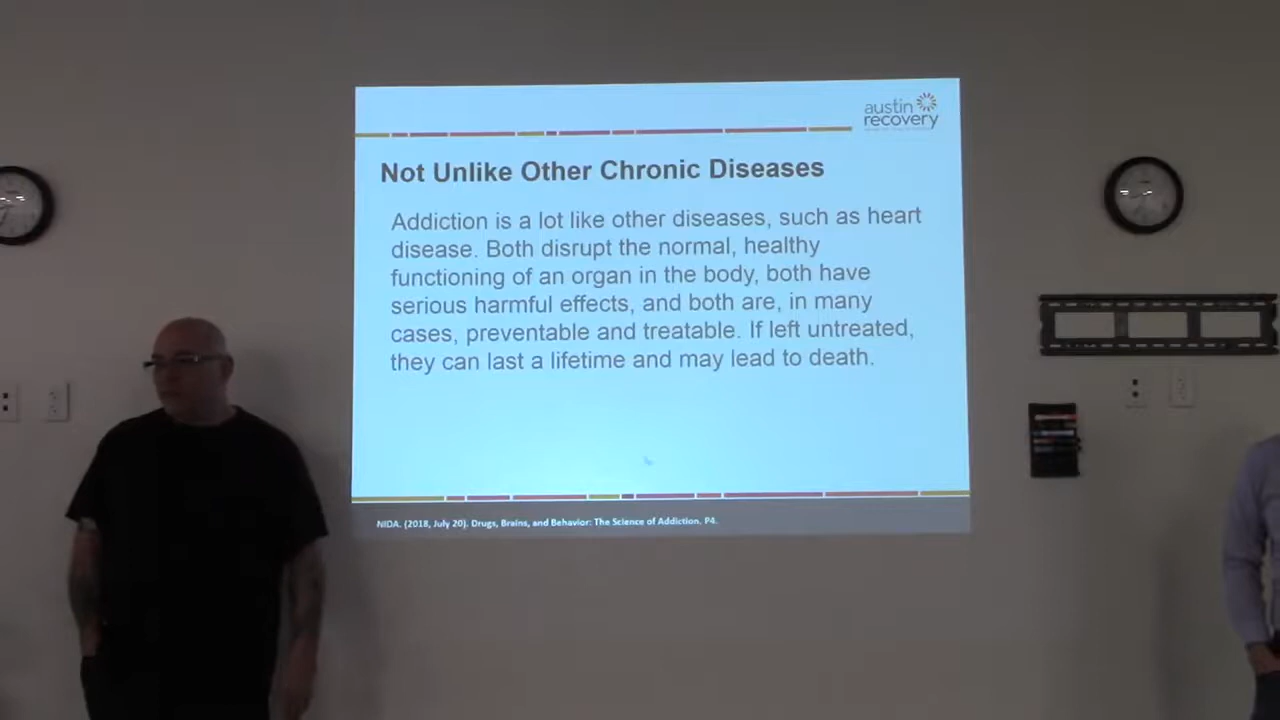 austin
recovery
Not Unlike Other Chronic Diseases
Addiction is a lot like other diseases, such as heart
disease. Both disrupt the normal, healthy
functioning of an organ in the body, both have
serious harmful effects, and both are, in many
cases, preventable and treatable. If left untreated,
they can last a lifetime and may lead to death.
NIDA. (2018, July 20). Drugs, Brains, and Behavior: The Science of Addiction. P4.